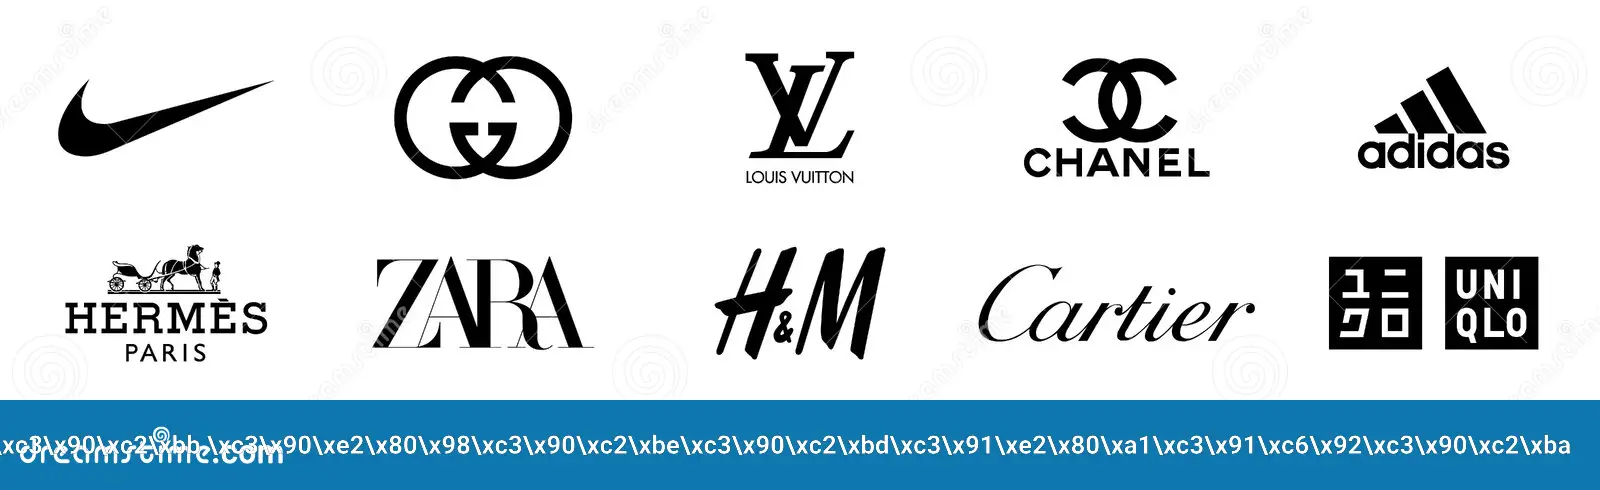 LOUIS VUITTON
CHANEL
adidas
HERMÈS
PARIS
ZARA
H&M
Cartier
ユニ
クロ
UNI
QLO
xc3\x90\xc2\xbb.\xc3\x90\xe2\x80\x98\xc3\x90\xc2\xbe\xc3\x90\xc2\xbd\xc3\x91\xe2\x80\xa1\xc3\x91\xc6\x92\xc3\x90\xc2\xba
dreamstime.com